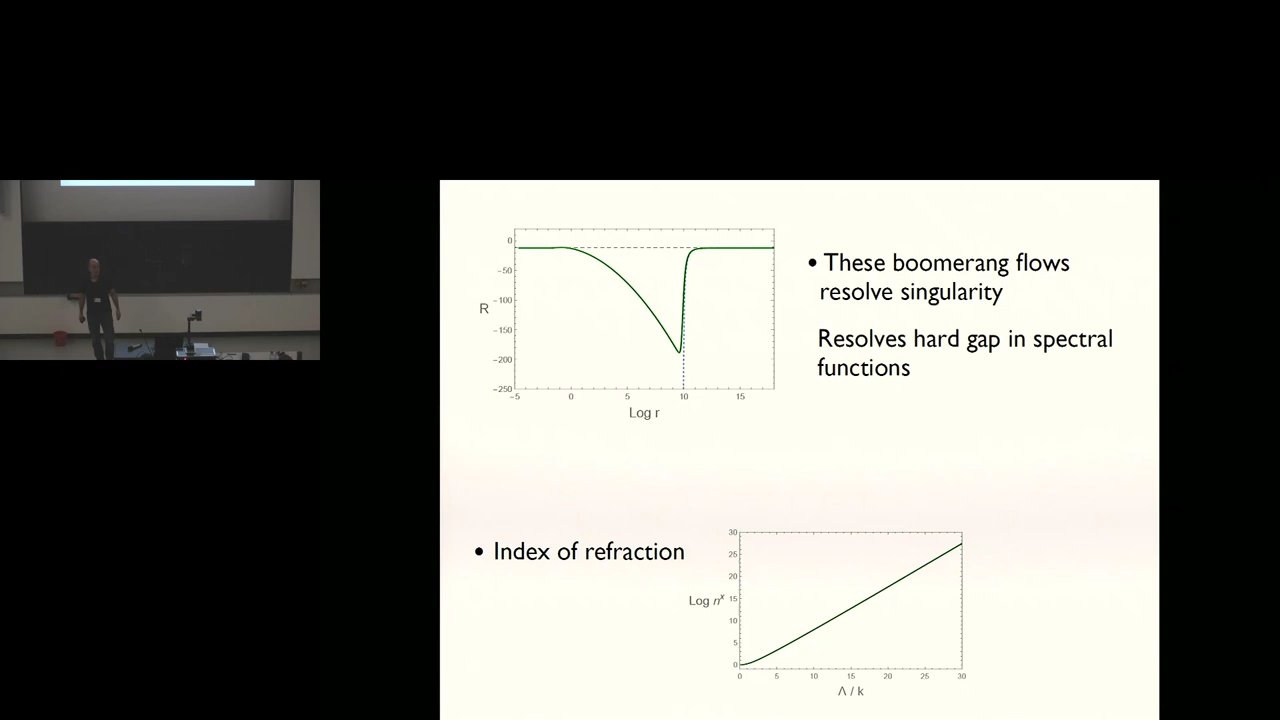 0
−50
−100
−150
−200
−250
R
−5
0
5
10
15
Log r
• These boomerang flows
resolve singularity
Resolves hard gap in spectral
functions
• Index of refraction
30
25
20
15
10
5
0
Log nˣ
0
5
10
15
20
25
30
Λ / k